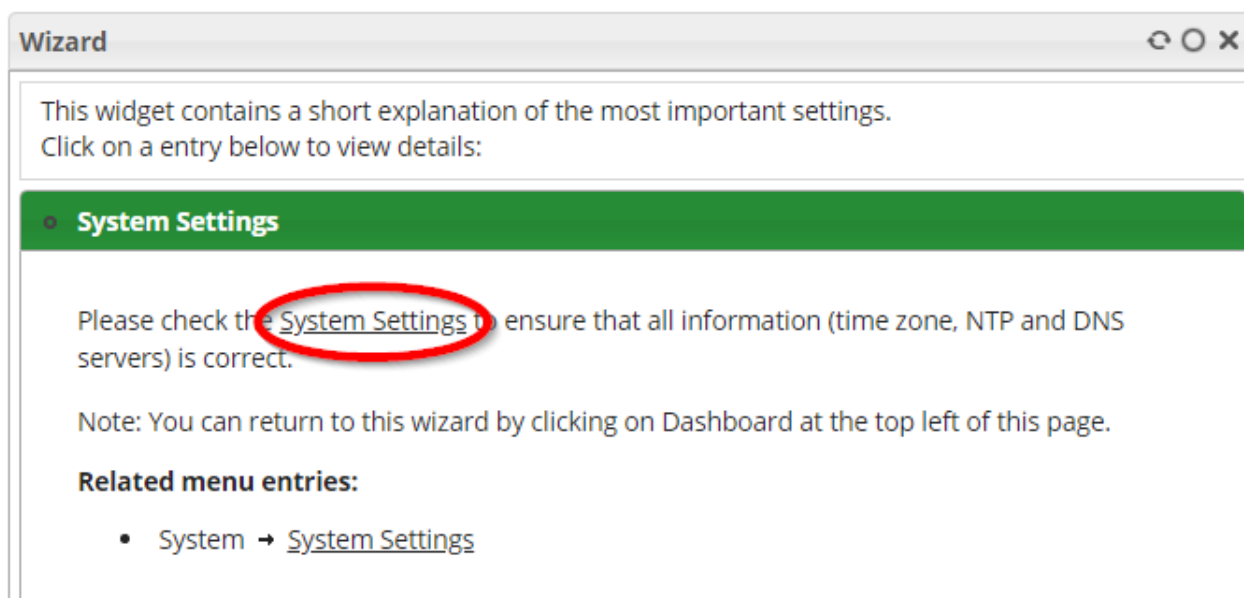 Wizard
This widget contains a short explanation of the most important settings.
Click on a entry below to view details:
System Settings
Please check the System Settings to ensure that all information (time zone, NTP and DNS
servers) is correct.
Note: You can return to this wizard by clicking on Dashboard at the top left of this page.
Related menu entries:
• System → System Settings